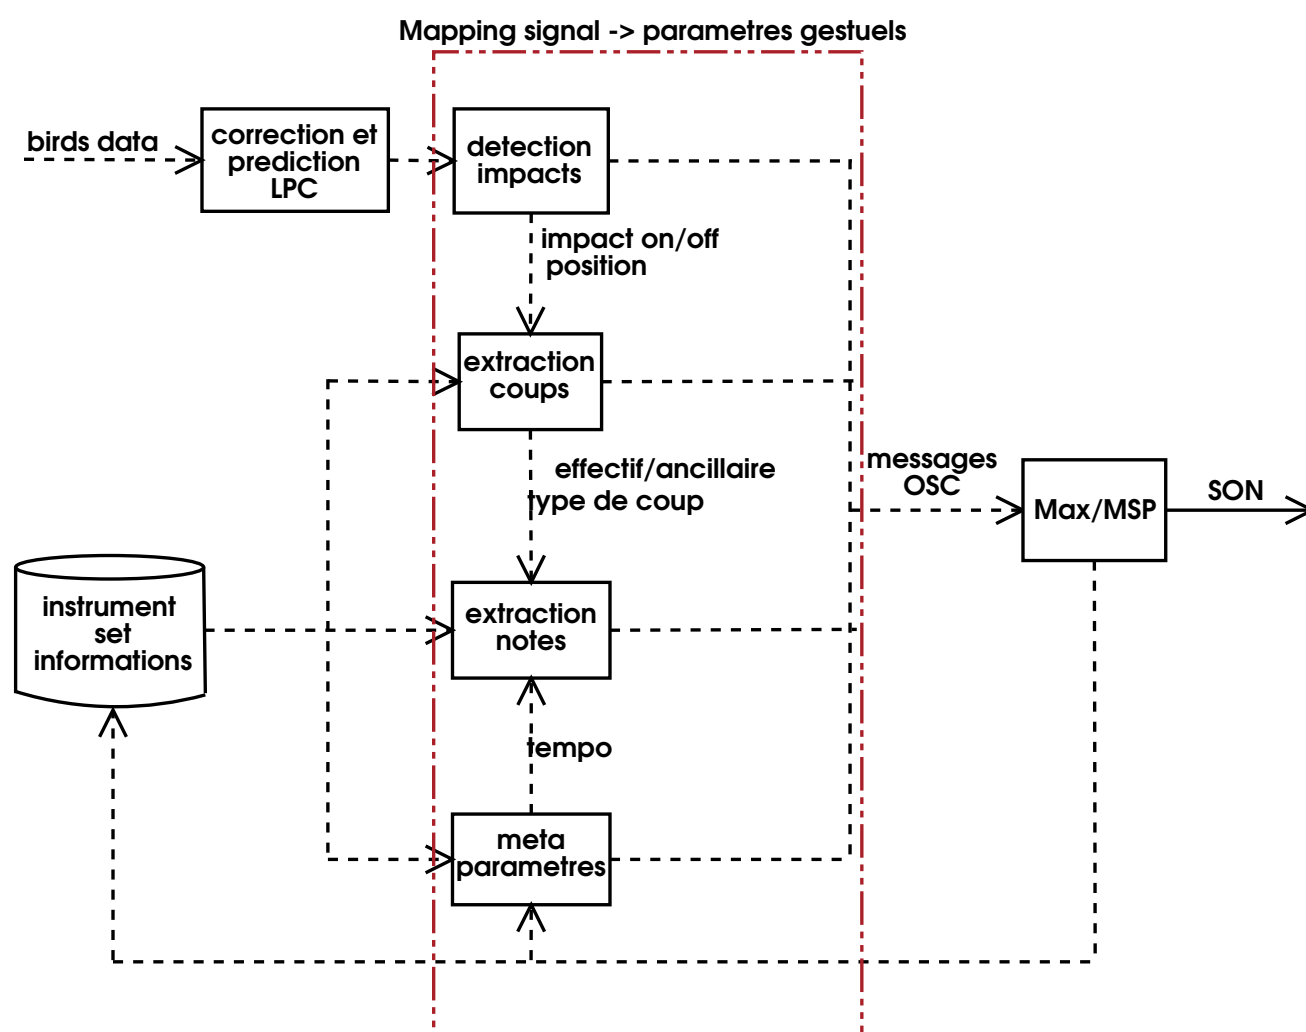 Mapping signal -> parametres gestuels
birds data
correction et
prediction
LPC
detection
impacts
impact on/off
position
extraction
coups
effectif/ancillaire
type de coup
messages
OSC
Max/MSP
SON
instrument
set
informations
extraction
notes
tempo
meta
parametres